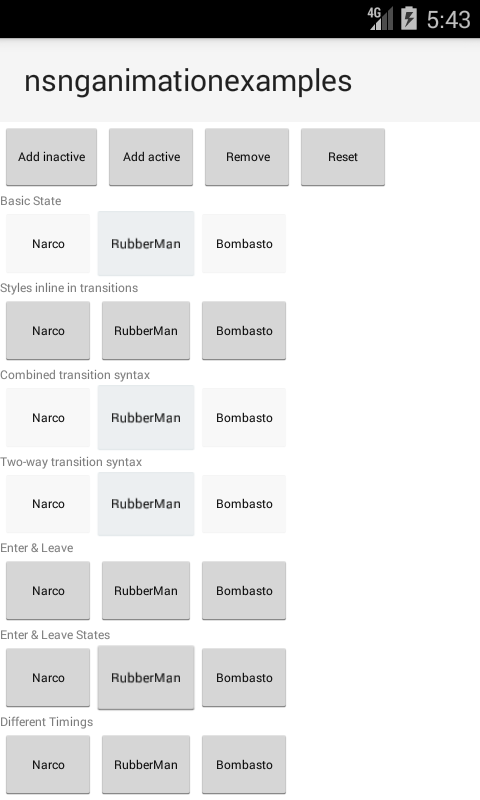 4G 5:43
nsnganimationexamples
Add inactive Add active Remove Reset
Basic State
Narco RubberMan Bombasto
Styles inline in transitions
Narco RubberMan Bombasto
Combined transition syntax
Narco RubberMan Bombasto
Two-way transition syntax
Narco RubberMan Bombasto
Enter & Leave
Narco RubberMan Bombasto
Enter & Leave States
Narco RubberMan Bombasto
Different Timings
Narco RubberMan Bombasto